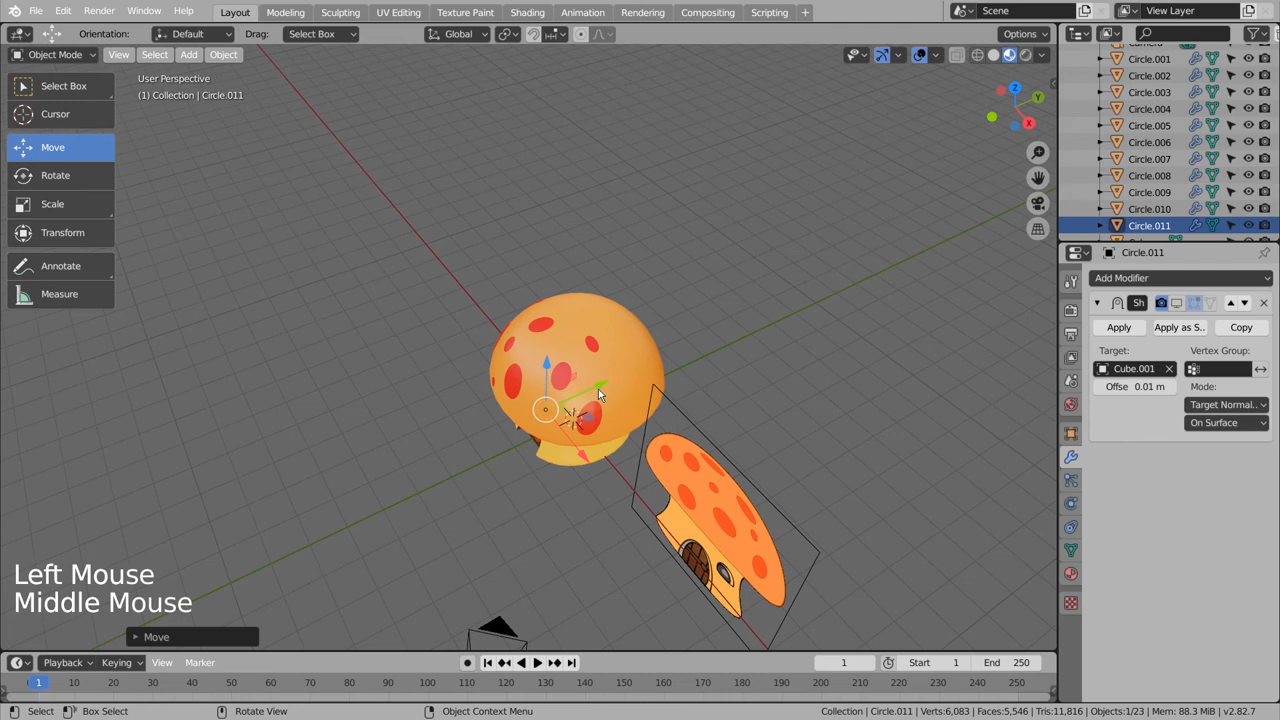 File Edit Render Window Help Layout Modeling Sculpting UV Editing Texture Paint Shading Animation Rendering Compositing Scripting + Scene View Layer
Orientation: Default Drag: Select Box Global Options
Object Mode View Select Add Object
User Perspective
(1) Collection | Circle.011
Select Box
Cursor
Move
Rotate
Scale
Transform
Annotate
Measure
Z
Y
X
Circle.001
Circle.002
Circle.003
Circle.004
Circle.005
Circle.006
Circle.007
Circle.008
Circle.009
Circle.010
Circle.011
Circle.011
Add Modifier
Sh
Apply Apply as S.. Copy
Target: Vertex Group:
Cube.001
Offse 0.01 m Mode:
Target Normal..
On Surface
Left Mouse
Middle Mouse
Move
Playback Keying View Marker 1 Start 1 End 250
1 10 20 30 40 50 60 70 80 90 100 110 120 130 140 150 160 170 180 190 200 210 220 230 240 250
Select Box Select Rotate View Object Context Menu Collection | Circle.011 | Verts:6,083 | Faces:5,546 | Tris:11,816 | Objects:1/23 | Mem: 88.3 MiB | v2.82.7